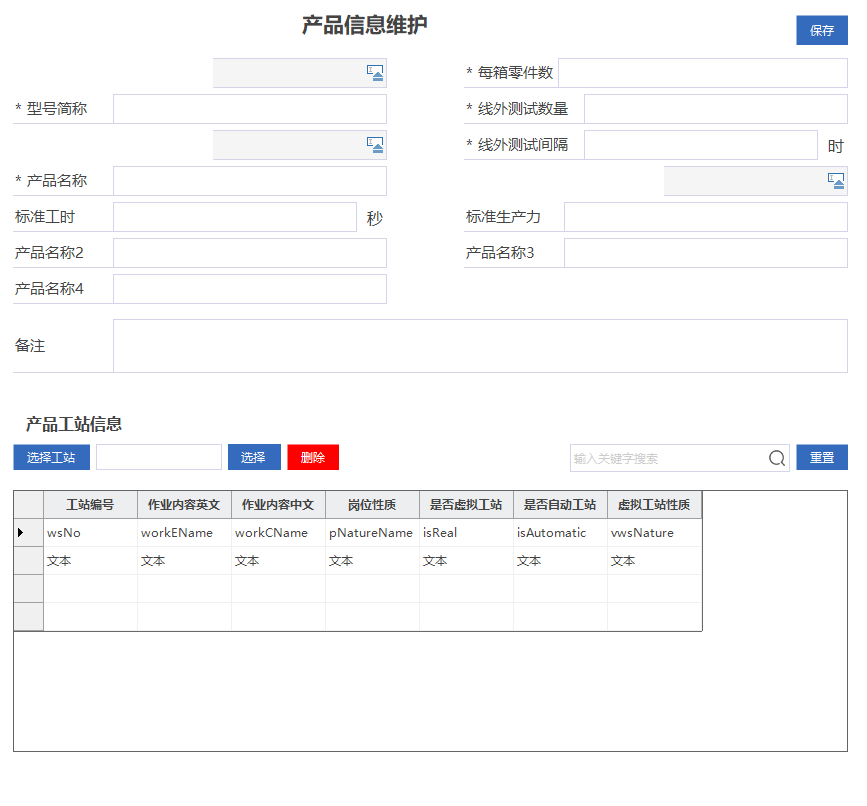 产品信息维护
保存
* 每箱零件数
* 型号简称
* 线外测试数量
* 线外测试间隔
时
* 产品名称
标准工时
秒
标准生产力
产品名称2
产品名称3
产品名称4
备注
产品工站信息
选择工站
选择
删除
输入关键字搜索
重置
工站编号 作业内容英文 作业内容中文 岗位性质 是否虚拟工站 是否自动工站 虚拟工站性质
wsNo workEName workCName pNatureName isReal isAutomatic vwsNature
文本 文本 文本 文本 文本 文本 文本